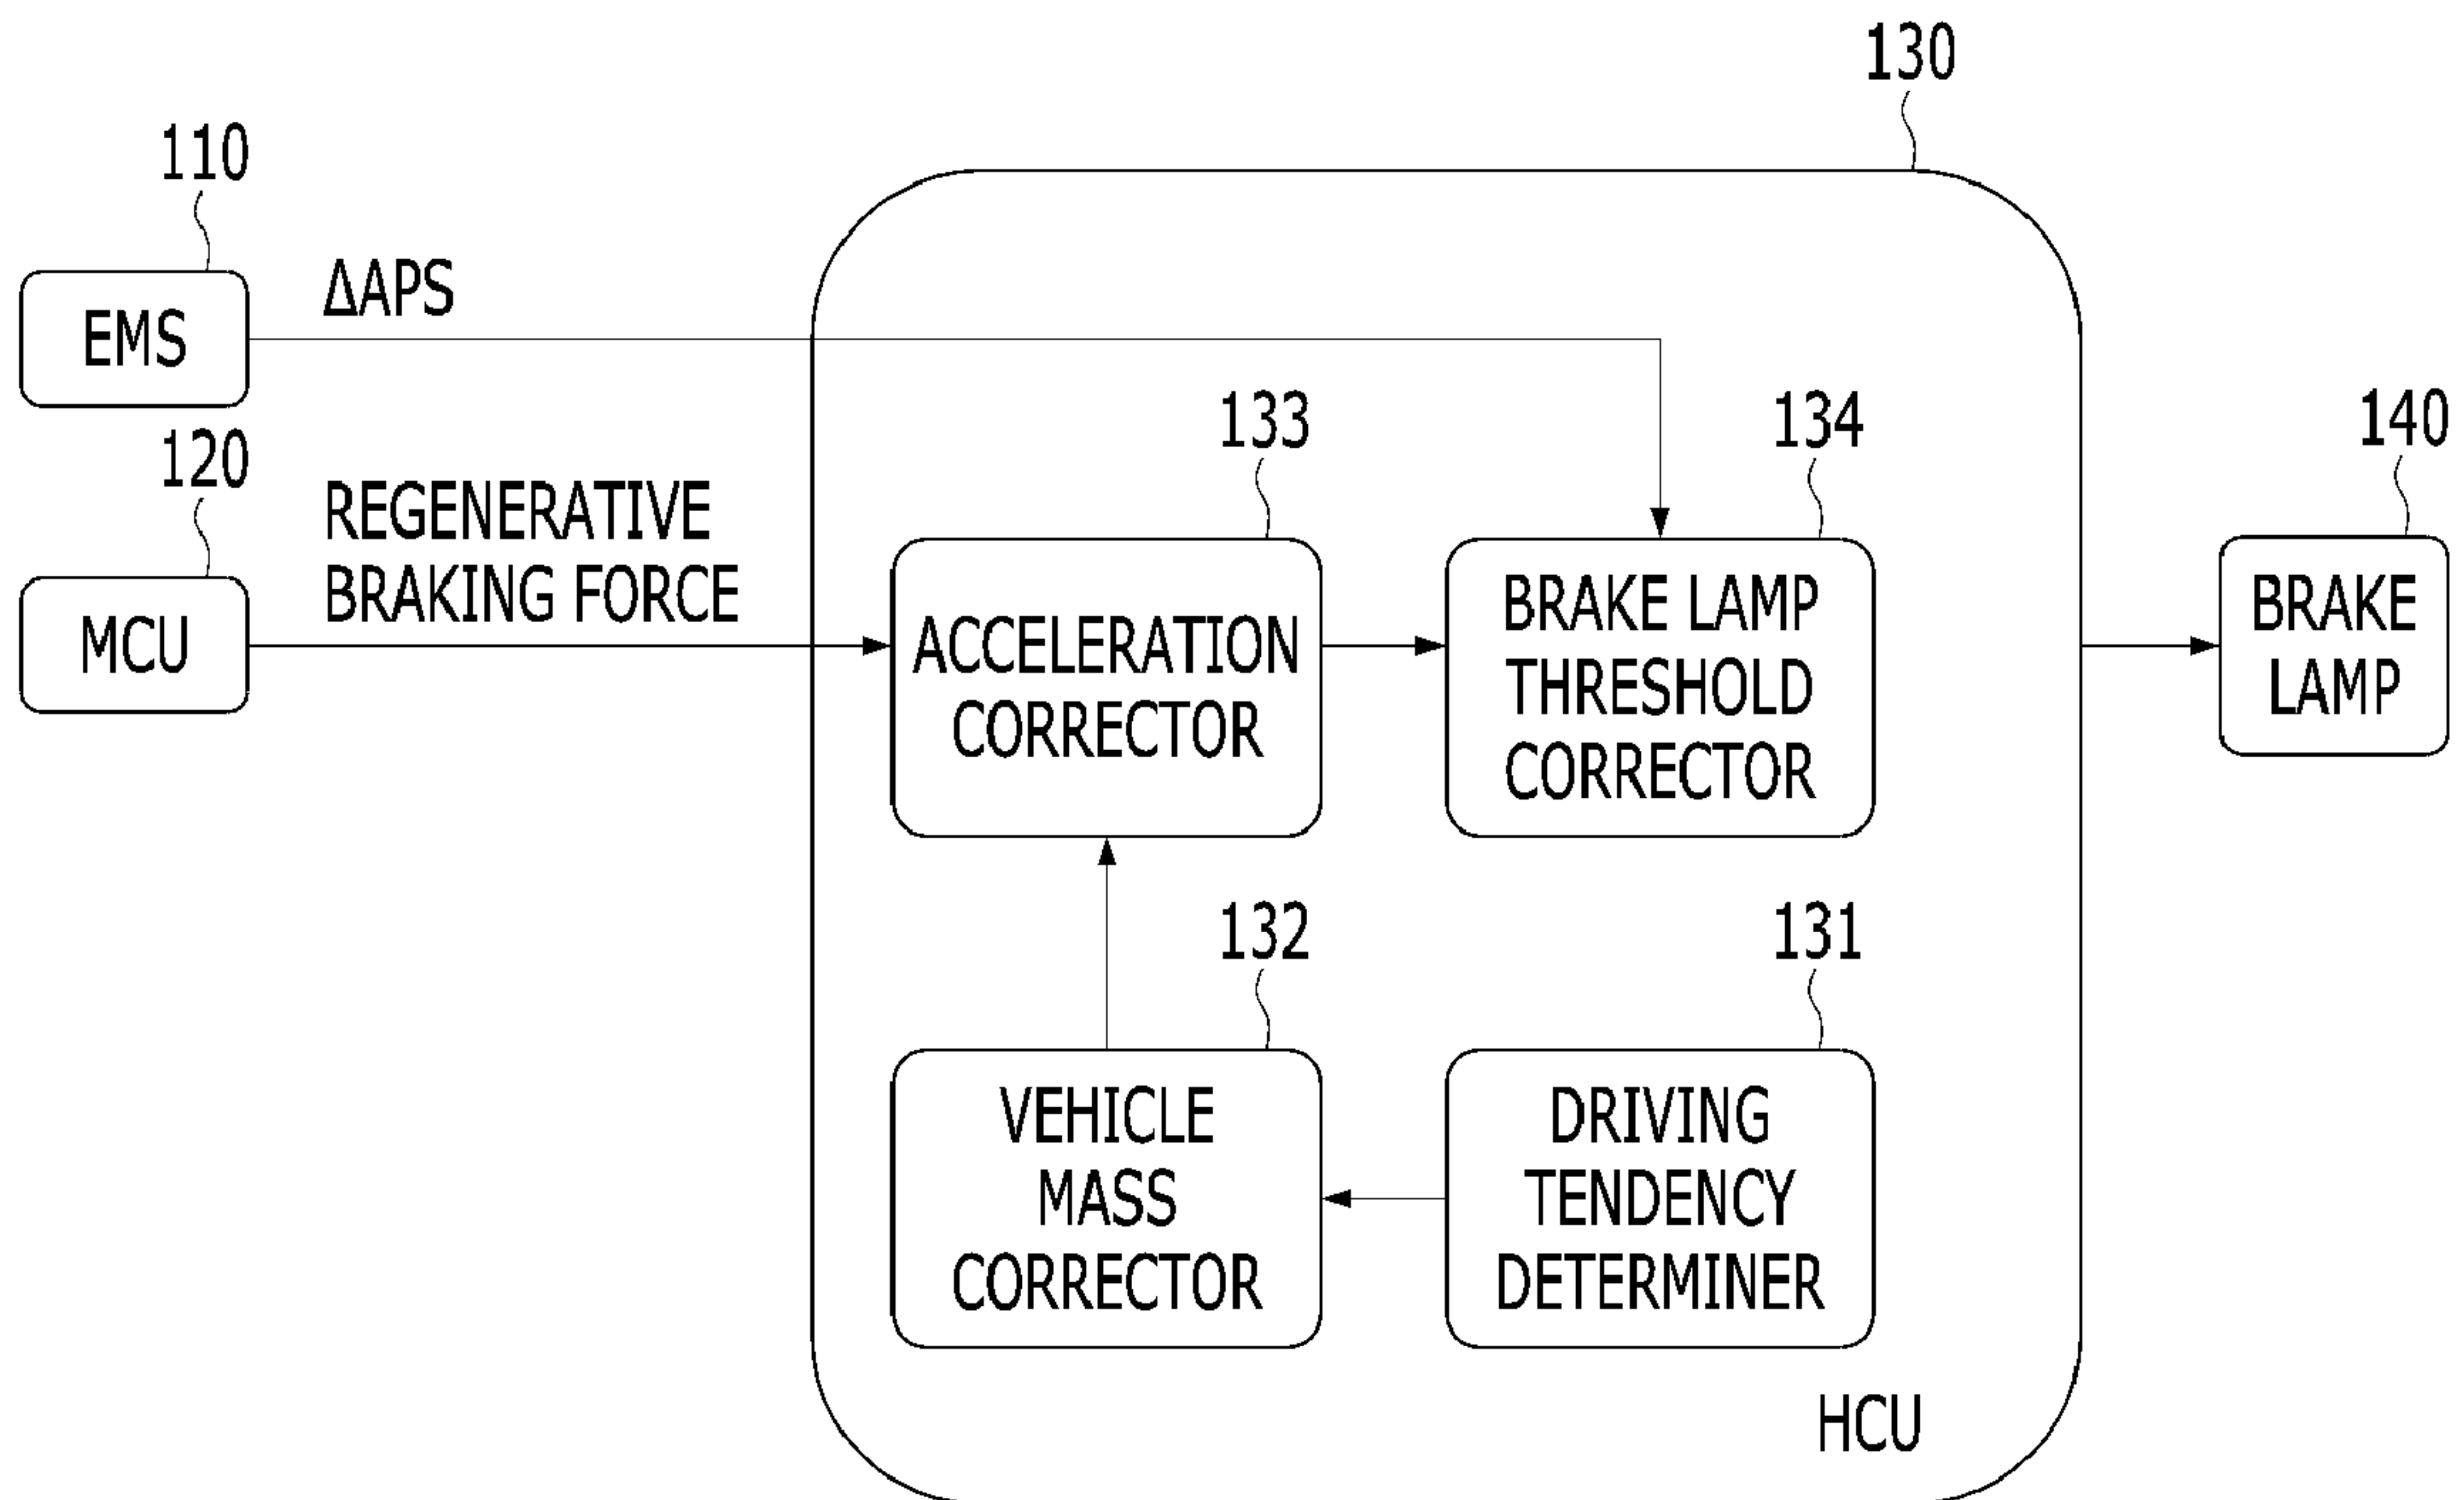 130
110
ΔAPS
EMS
120
133
134
140
REGENERATIVE
BRAKING FORCE
MCU
ACCELERATION
CORRECTOR
BRAKE LAMP
THRESHOLD
CORRECTOR
BRAKE
LAMP
132
131
VEHICLE
MASS
CORRECTOR
DRIVING
TENDENCY
DETERMINER
HCU